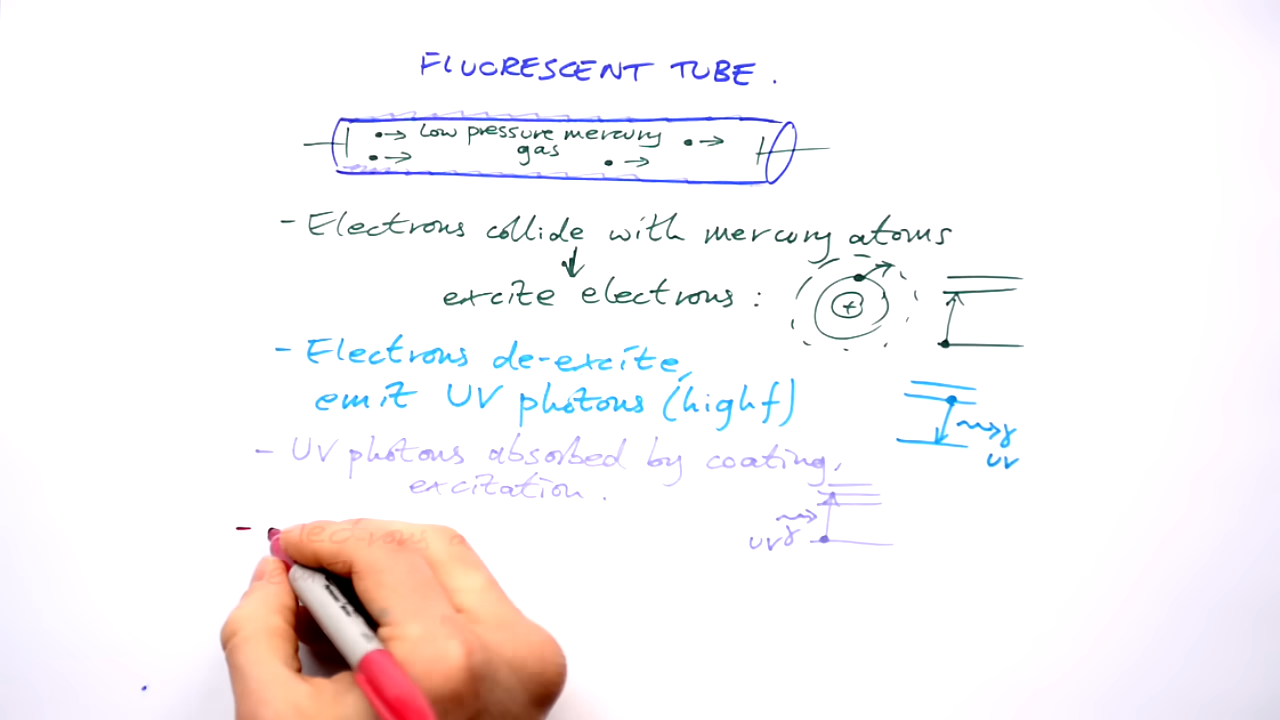 FLUORESCENT TUBE.
low pressure mercury
gas
- Electrons collide with mercury atoms
excite electrons :
+
- Electrons de-excite,
emit UV photons (high f)
γ
UV
- UV photons absorbed by coating,
excitation.
UV γ
-